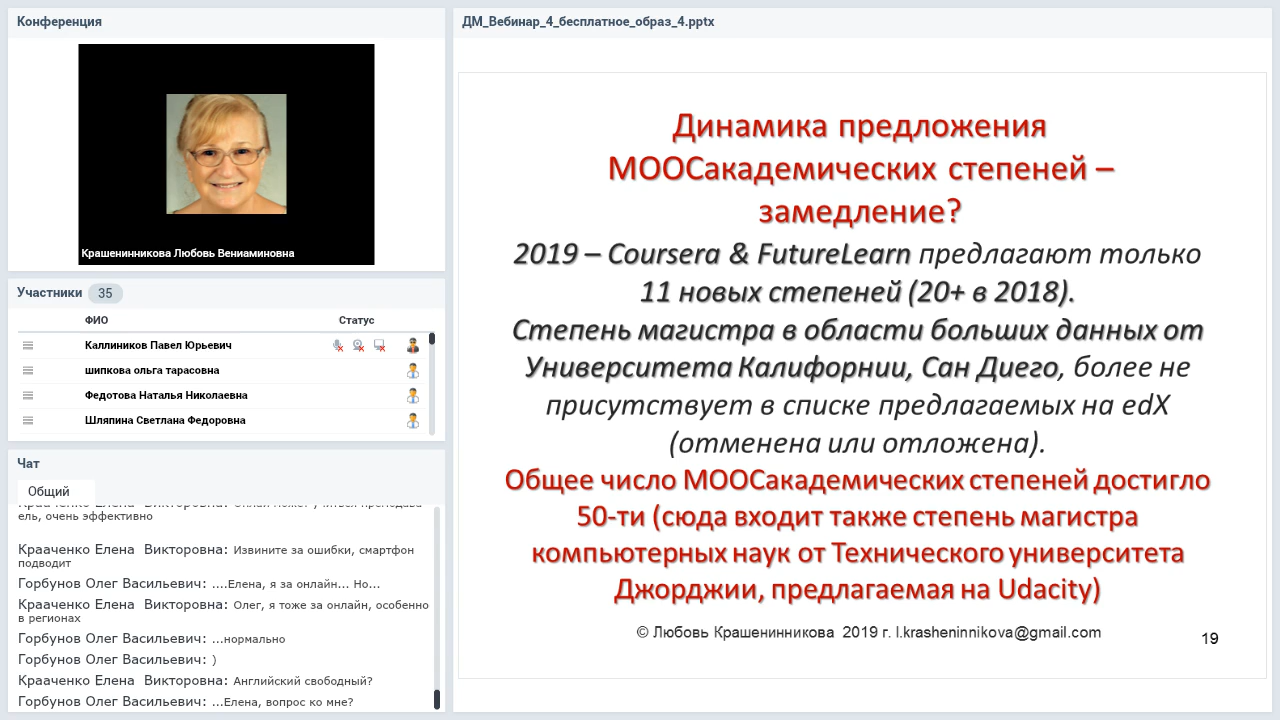 Конференция
Крашенинникова Любовь Вениаминовна
Участники 35
ФИО Статус
Каллиников Павел Юрьевич
шипкова ольга тарасовна
Федотова Наталья Николаевна
Шляпина Светлана Федоровна
Чат
Общий
ель, очень эффективно
Крааченко Елена Викторовна: Извините за ошибки, смартфон
подводит
Горбунов Олег Васильевич: ....Елена, я за онлайн... Но...
Крааченко Елена Викторовна: Олег, я тоже за онлайн, особенно
в регионах
Горбунов Олег Васильевич: ...нормально
Горбунов Олег Васильевич: )
Крааченко Елена Викторовна: Английский свободный?
Горбунов Олег Васильевич: ...Елена, вопрос ко мне?
ДМ_Вебинар_4_бесплатное_образ_4.pptx
Динамика предложения
МООСакадемических степеней –
замедление?
2019 – Coursera & FutureLearn предлагают только
11 новых степеней (20+ в 2018).
Степень магистра в области больших данных от
Университета Калифорнии, Сан Диего, более не
присутствует в списке предлагаемых на edX
(отменена или отложена).
Общее число МООСакадемических степеней достигло
50-ти (сюда входит также степень магистра
компьютерных наук от Технического университета
Джорджии, предлагаемая на Udacity)
© Любовь Крашенинникова 2019 г. l.krasheninnikova@gmail.com
19